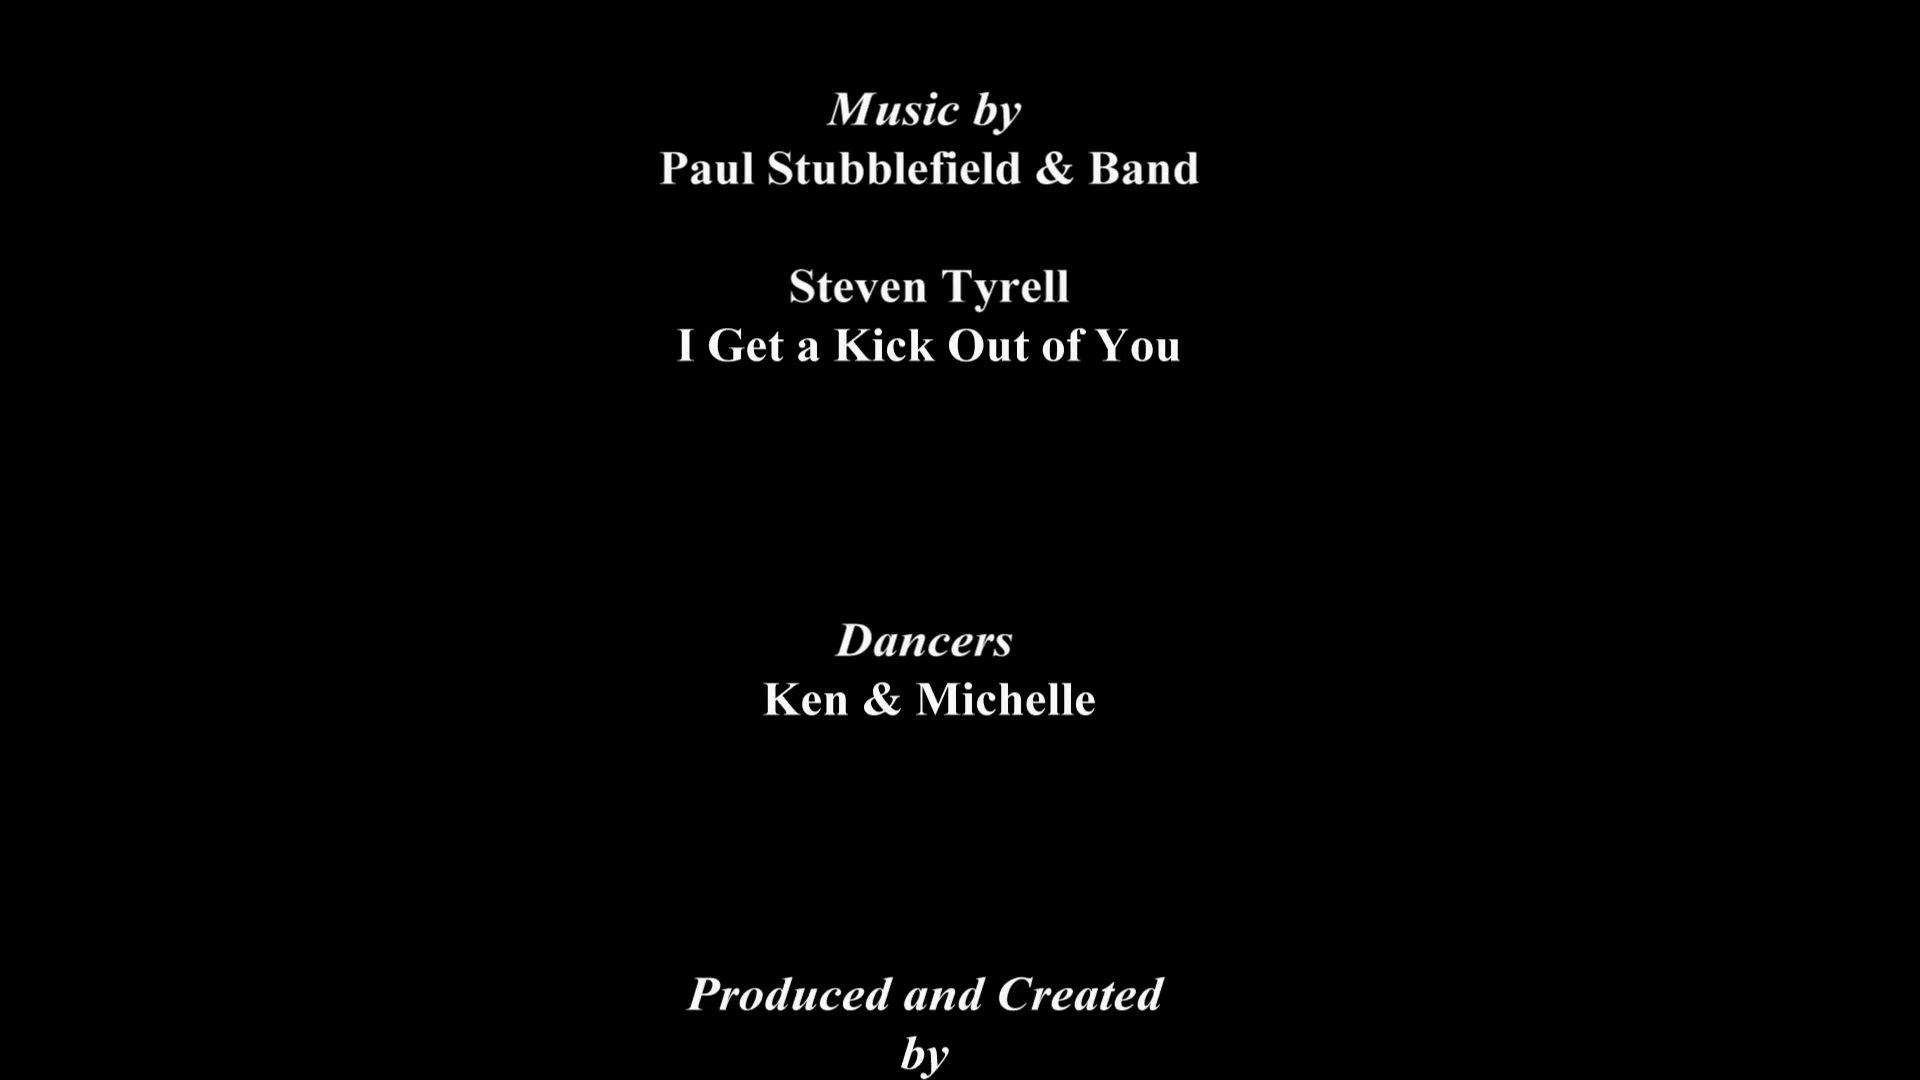 Music by
Paul Stubblefield & Band
Steven Tyrell
I Get a Kick Out of You
Dancers
Ken & Michelle
Produced and Created
by